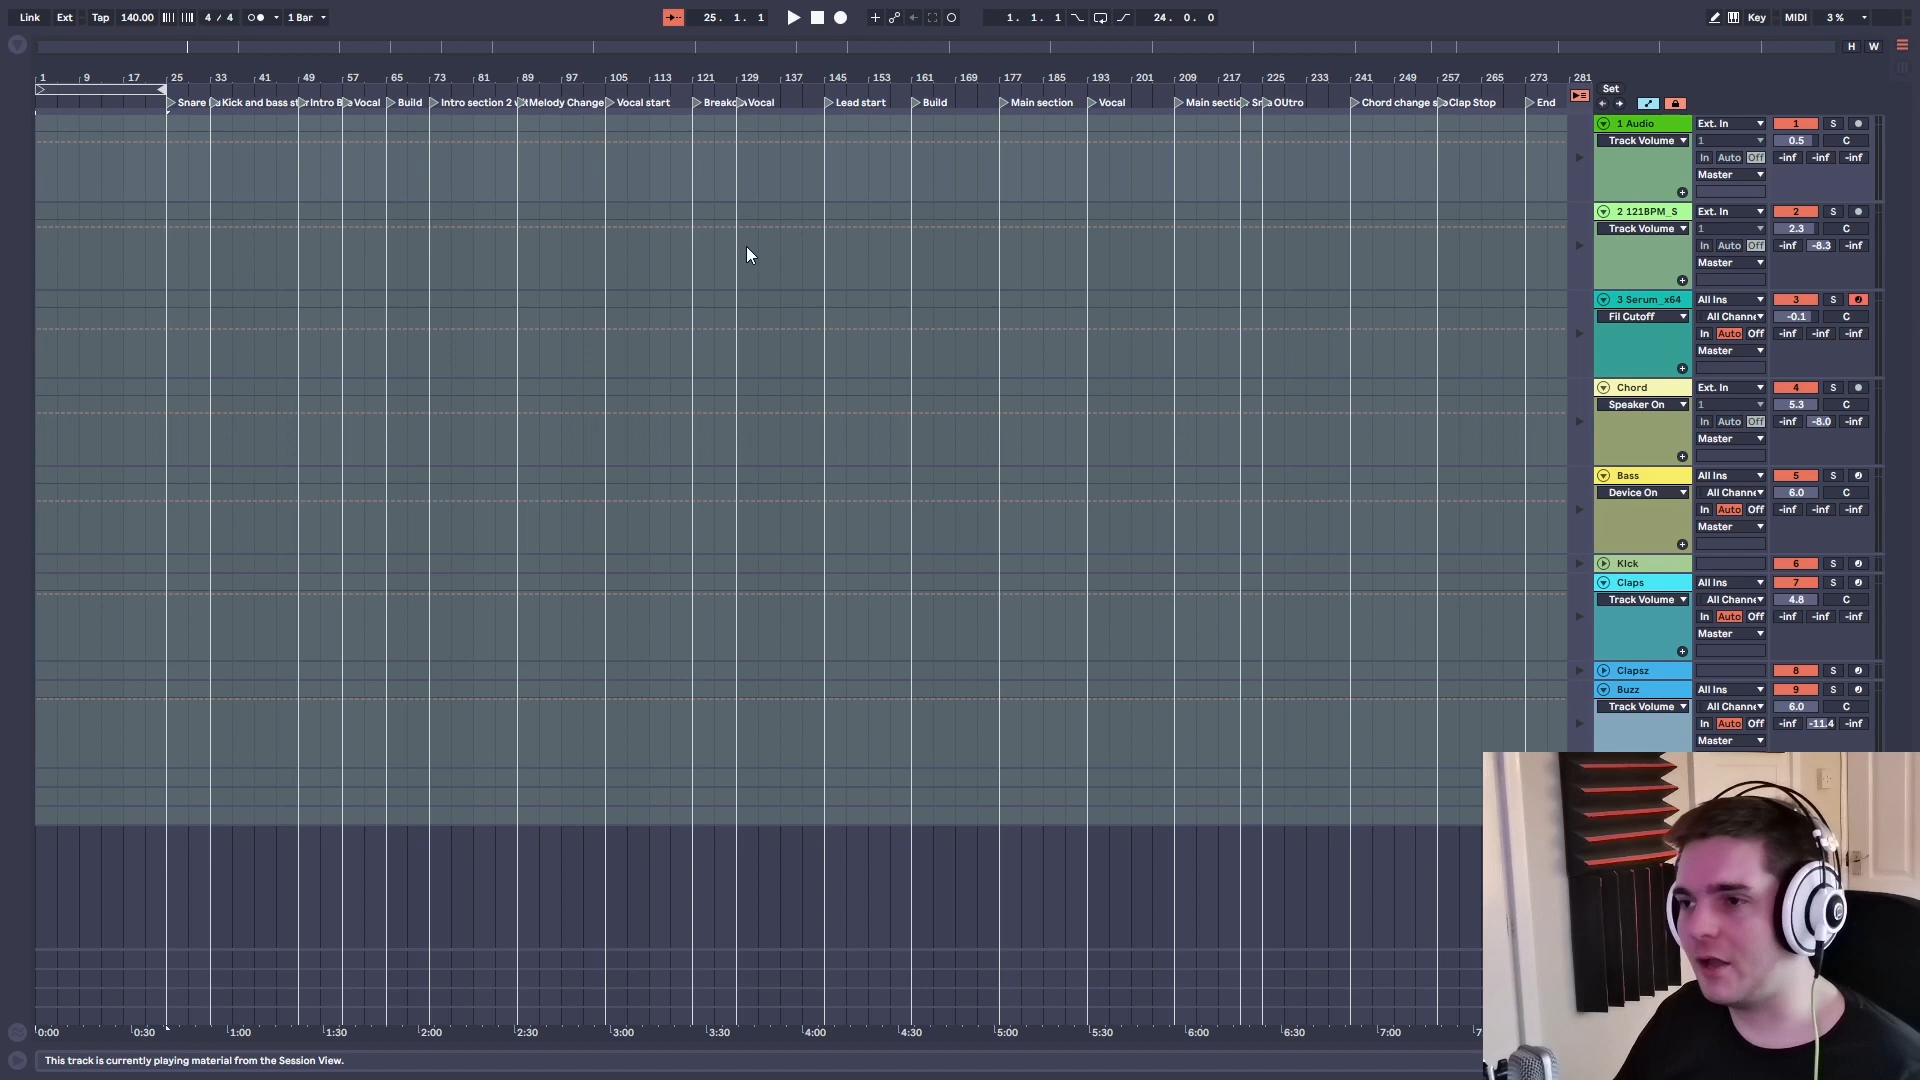 Link Ext Tap 140.00 4 / 4 1 Bar 25. 1. 1 1. 1. 1 24. 0. 0 Key MIDI 3 %
H W
1 9 17 25 33 41 49 57 65 73 81 89 97 105 113 121 129 137 145 153 161 169 177 185 193 201 209 217 225 233 241 249 257 265 273 281
Set
Snare Kick and bass st Intro B Vocal Build Intro section 2 Melody Change Vocal start Breakd Vocal Lead start Build Main section Vocal Main sectio OUtro Chord change s Clap Stop End
1 Audio Ext. In 1 S
Track Volume 1 0.5 C
In Auto Off -inf -inf -inf
Master
2 121BPM_S Ext. In 2 S
Track Volume 1 2.3 C
In Auto Off -inf -8.3 -inf
Master
3 Serum_x64 All Ins 3 S
Fil Cutoff All Channe -0.1 C
In Auto Off -inf -inf -inf
Master
Chord Ext. In 4 S
Speaker On 1 5.3 C
In Auto Off -inf -8.0 -inf
Master
Bass All Ins 5 S
Device On All Channe 6.0 C
In Auto Off -inf -inf -inf
Master
KIck 6 S
Claps All Ins 7 S
Track Volume All Channe 4.8 C
In Auto Off -inf -inf -inf
Master
Clapsz 8 S
Buzz All Ins 9 S
Track Volume All Channe 6.0 C
In Auto Off -inf -11.4 -inf
Master
0:00 0:30 1:00 1:30 2:00 2:30 3:00 3:30 4:00 4:30 5:00 5:30 6:00 6:30 7:00
This track is currently playing material from the Session View.